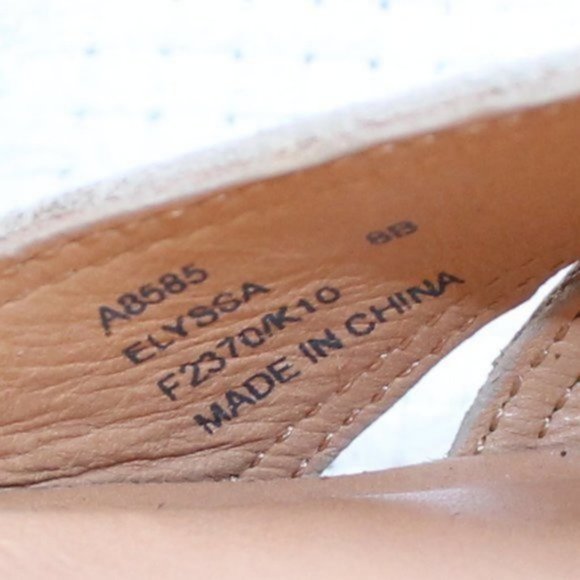 A8585 8B
ELYSSA
F2370/K10
MADE IN CHINA